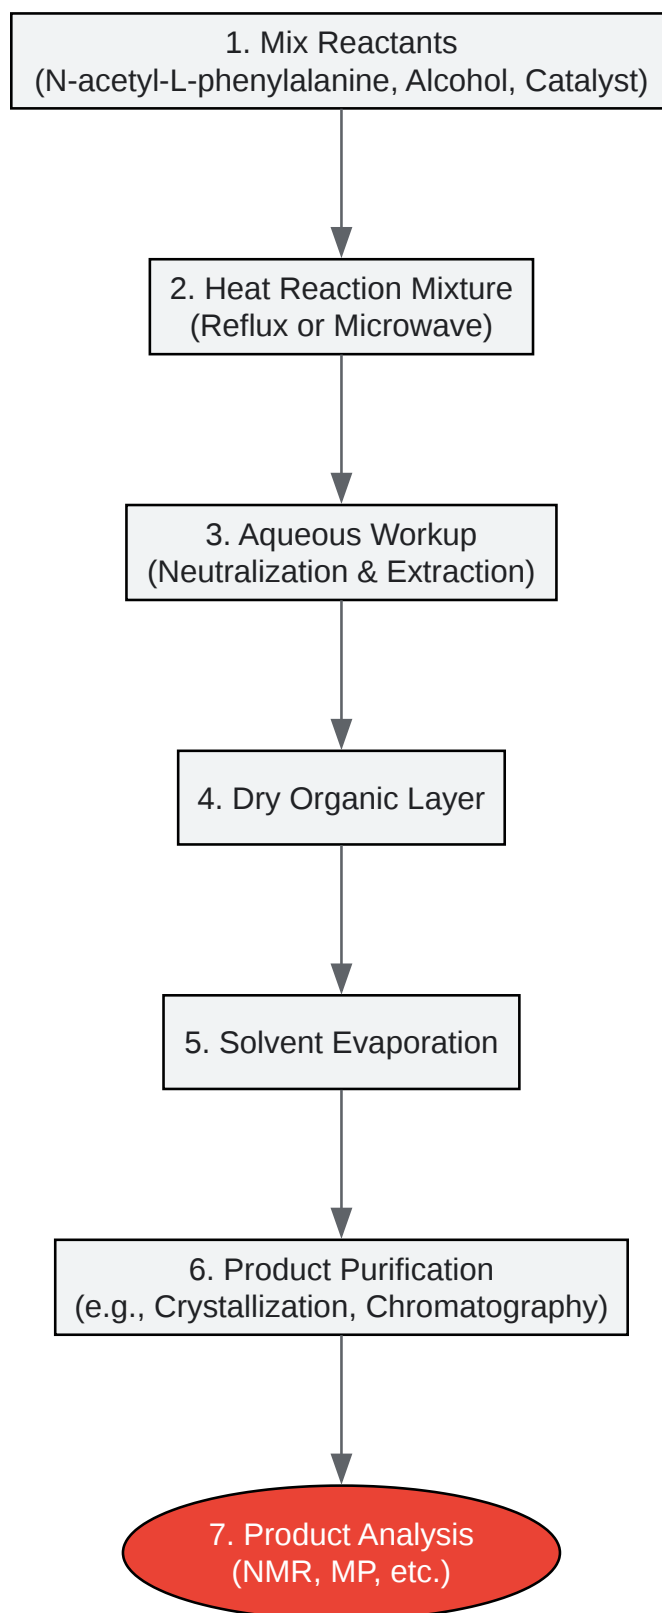 1. Mix Reactants
(N-acetyl-L-phenylalanine, Alcohol, Catalyst)
2. Heat Reaction Mixture
(Reflux or Microwave)
3. Aqueous Workup
(Neutralization & Extraction)
4. Dry Organic Layer
5. Solvent Evaporation
6. Product Purification
(e.g., Crystallization, Chromatography)
7. Product Analysis
(NMR, MP, etc.)